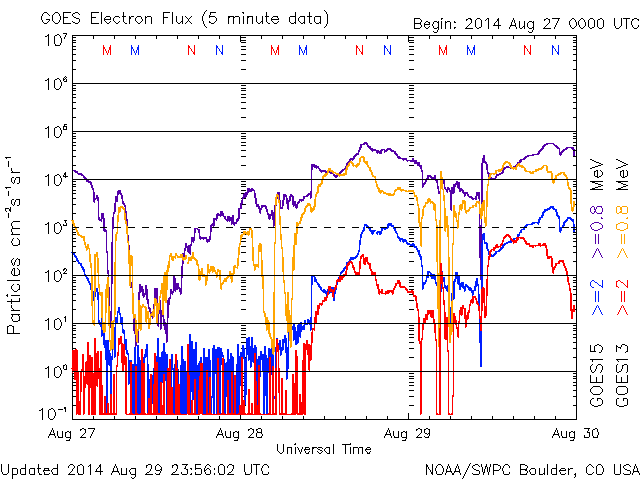 GOES Electron Flux (5 minute data)
Begin: 2014 Aug 27 0000 UTC
10⁷
M M N N M M N N M M N N
10⁶
10⁵
10⁴
10³
10²
10¹
10⁰
10⁻¹
Particles cm⁻²s⁻¹sr⁻¹
Aug 27 Aug 28 Aug 29 Aug 30
Universal Time
GOES15 >=2 >=0.8 MeV
GOES13 >=2 >=0.8 MeV
Updated 2014 Aug 29 23:56:02 UTC
NOAA/SWPC Boulder, CO USA